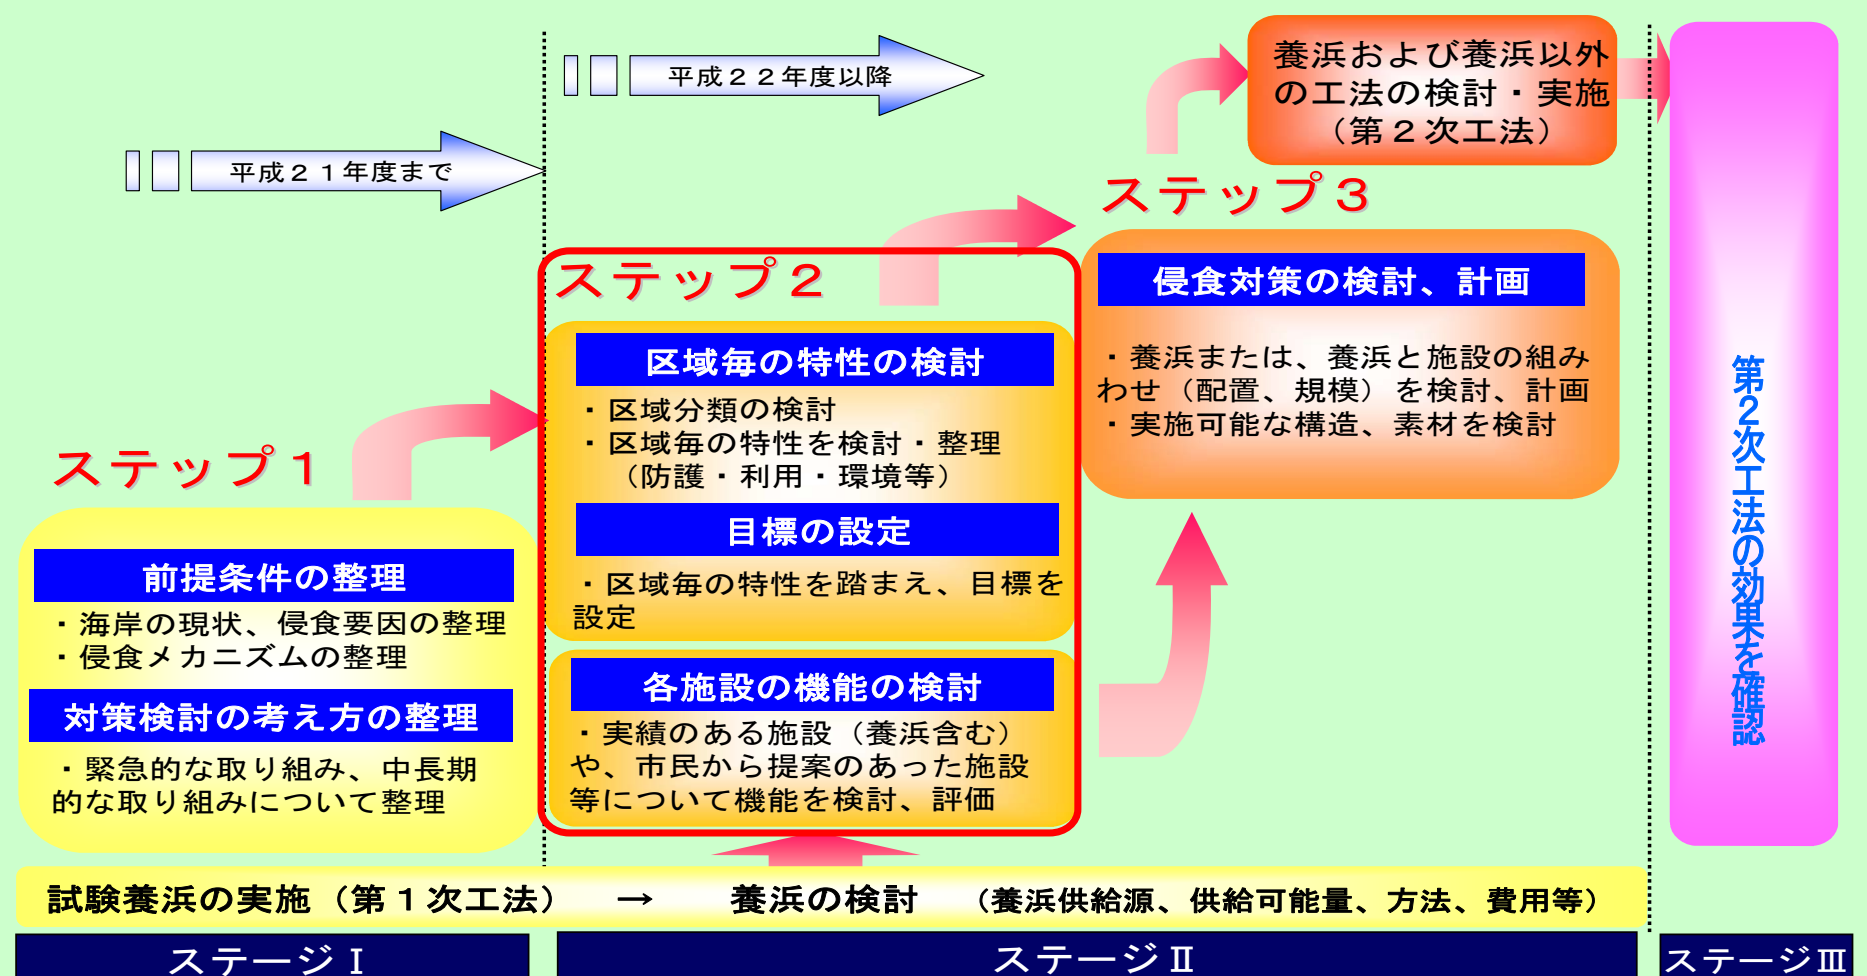 平成２１年度まで
平成２２年度以降
ステップ１
前提条件の整理
・海岸の現状、侵食要因の整理
・侵食メカニズムの整理
対策検討の考え方の整理
・緊急的な取り組み、中長期
的な取り組みについて整理
ステップ２
区域毎の特性の検討
・区域分類の検討
・区域毎の特性を検討・整理
（防護・利用・環境等）
目標の設定
・区域毎の特性を踏まえ、目標を
設定
各施設の機能の検討
・実績のある施設（養浜含む）
や、市民から提案のあった施設
等について機能を検討、評価
ステップ３
侵食対策の検討、計画
・養浜または、養浜と施設の組み
わせ（配置、規模）を検討、計画
・実施可能な構造、素材を検討
養浜および養浜以外
の工法の検討・実施
（第２次工法）
第２次工法の効果を確認
試験養浜の実施（第１次工法）　→　養浜の検討　（養浜供給源、供給可能量、方法、費用等）
ステージⅠ
ステージⅡ
ステージⅢ